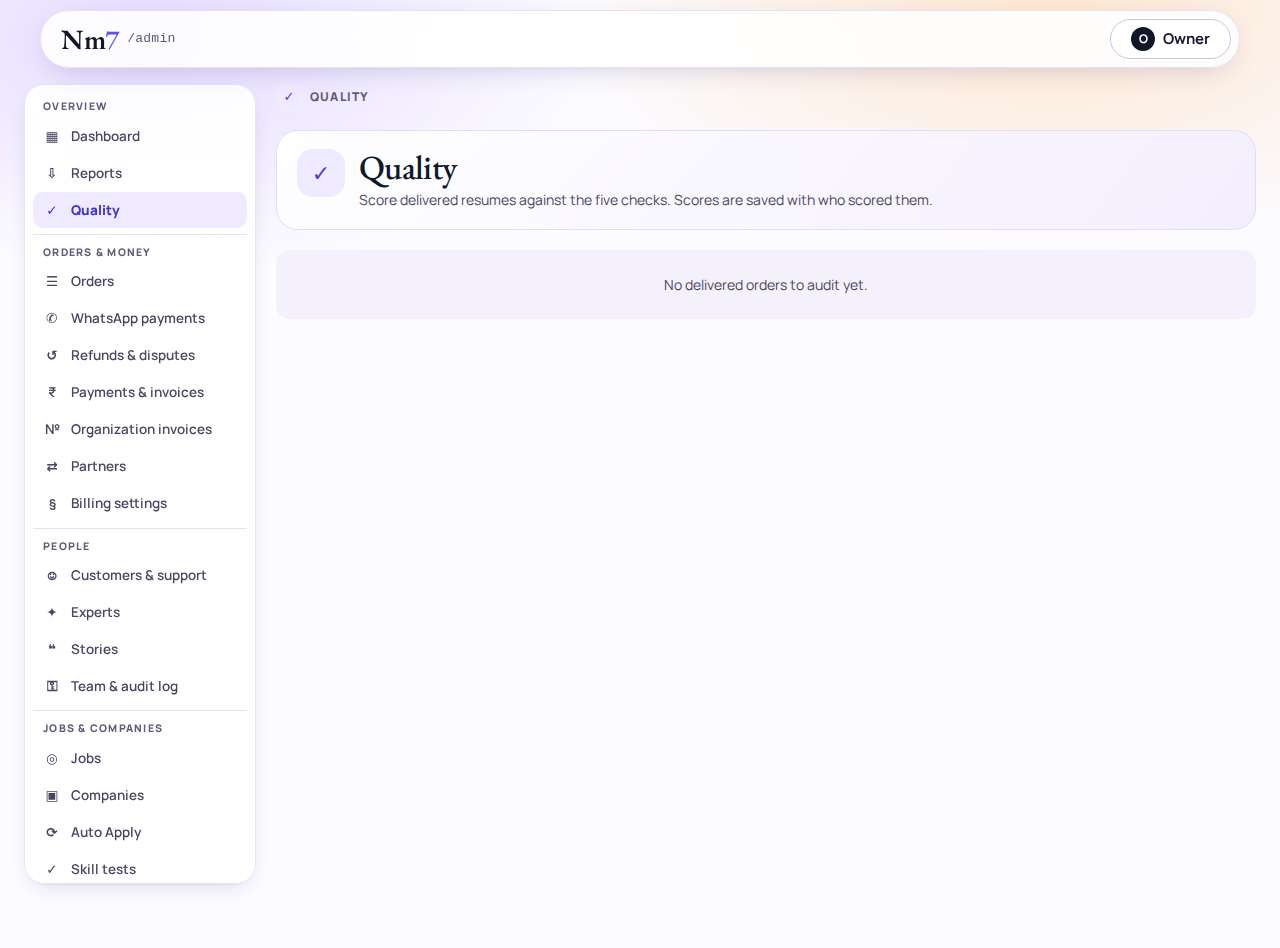 Nm7 /admin
O Owner
OVERVIEW
▦ Dashboard
⇩ Reports
✓ Quality
ORDERS & MONEY
☰ Orders
✆ WhatsApp payments
↺ Refunds & disputes
₹ Payments & invoices
№ Organization invoices
⇄ Partners
§ Billing settings
PEOPLE
☺ Customers & support
✦ Experts
❝ Stories
⚿ Team & audit log
JOBS & COMPANIES
◎ Jobs
▣ Companies
⟳ Auto Apply
✓ Skill tests
✓ QUALITY
✓ Quality
Score delivered resumes against the five checks. Scores are saved with who scored them.
No delivered orders to audit yet.